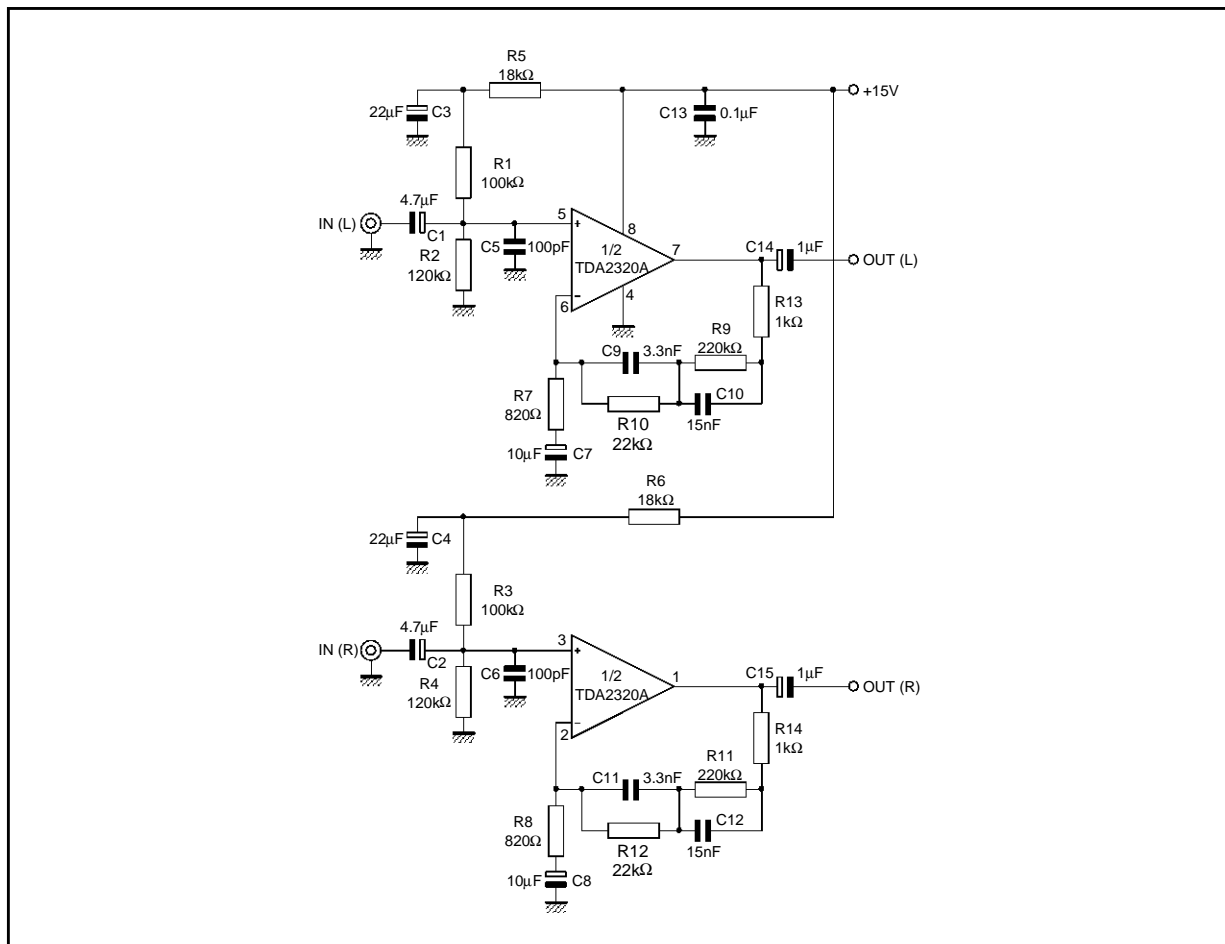 R5
18kΩ
22µF
C3
C13
0.1µF
+15V
R1
100kΩ
4.7µF
IN (L)
C1
5
+
8
C5
100pF
1/2
TDA2320A
7
C14
1µF
OUT (L)
R2
120kΩ
−
6
4
R13
1kΩ
C9
3.3nF
R9
220kΩ
R7
820Ω
C10
R10
22kΩ
15nF
10µF
C7
R6
18kΩ
22µF
C4
R3
100kΩ
4.7µF
IN (R)
C2
3
+
C6
100pF
1/2
TDA2320A
1
C15
1µF
OUT (R)
R4
120kΩ
−
2
R14
1kΩ
C11
3.3nF
R11
220kΩ
R8
820Ω
C12
R12
22kΩ
15nF
10µF
C8